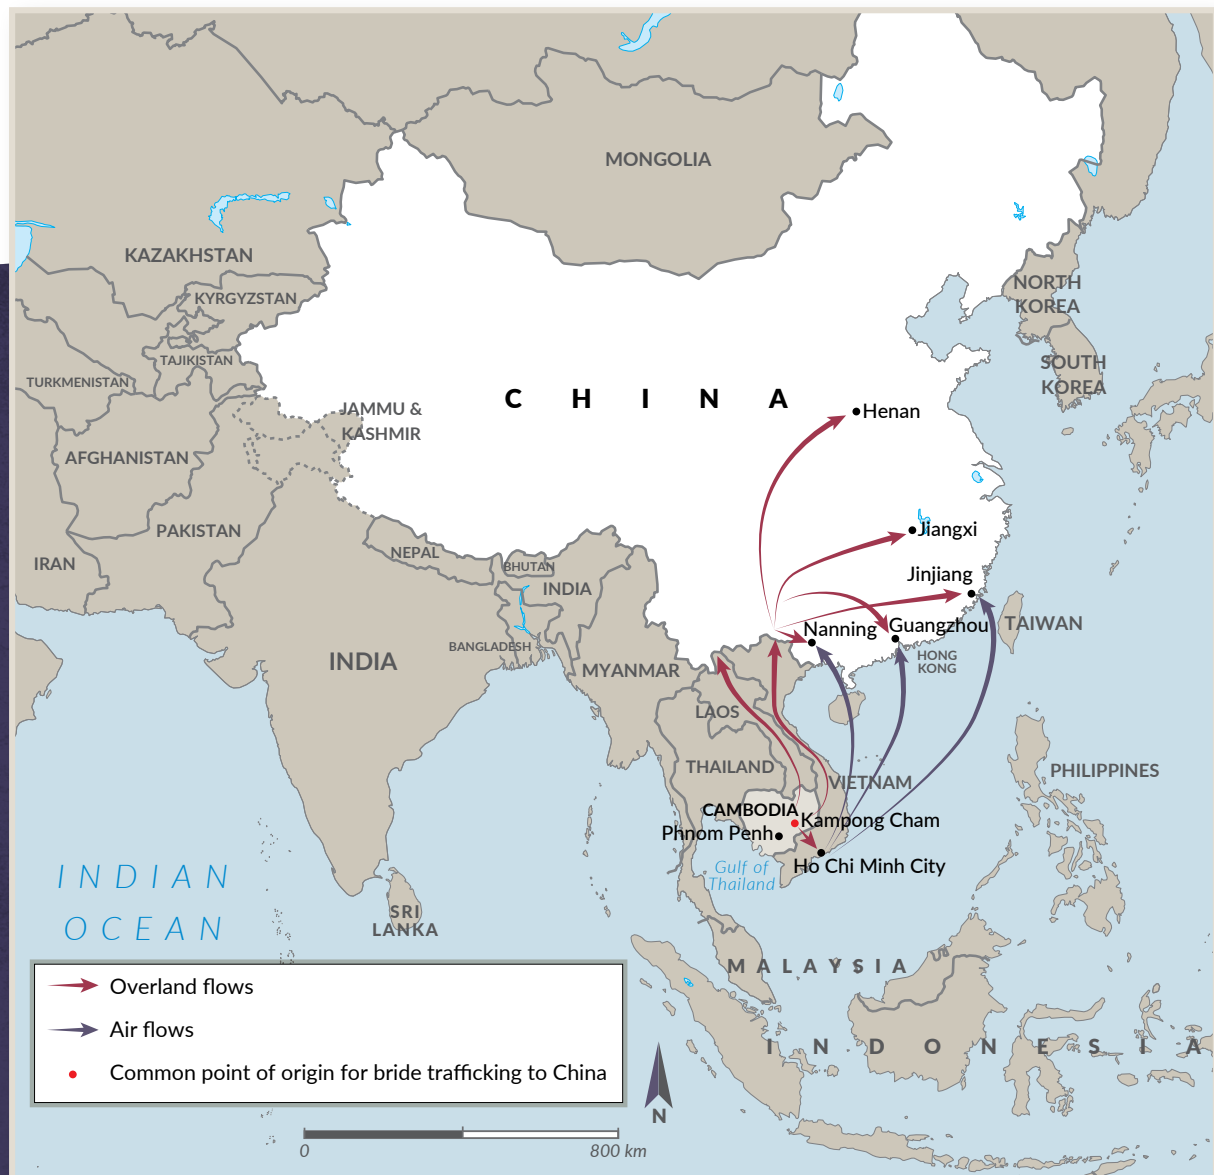 MONGOLIA
KAZAKHSTAN
KYRGYZSTAN
NORTH
KOREA
TAJIKISTAN
SOUTH
KOREA
TURKMENISTAN
C H I N A
JAMMU &
KASHMIR
Henan
AFGHANISTAN
PAKISTAN
Jiangxi
NEPAL
IRAN
BHUTAN
Jinjiang
INDIA
Nanning
Guangzhou
TAIWAN
BANGLADESH
HONG
KONG
INDIA
MYANMAR
LAOS
THAILAND
PHILIPPINES
VIETNAM
CAMBODIA
Kampong Cham
Phnom Penh
Ho Chi Minh City
Gulf of
Thailand
INDIAN
OCEAN
SRI
LANKA
MALAYSIA
INDONESIA
Overland flows
Air flows
Common point of origin for bride trafficking to China
N
0 800 km